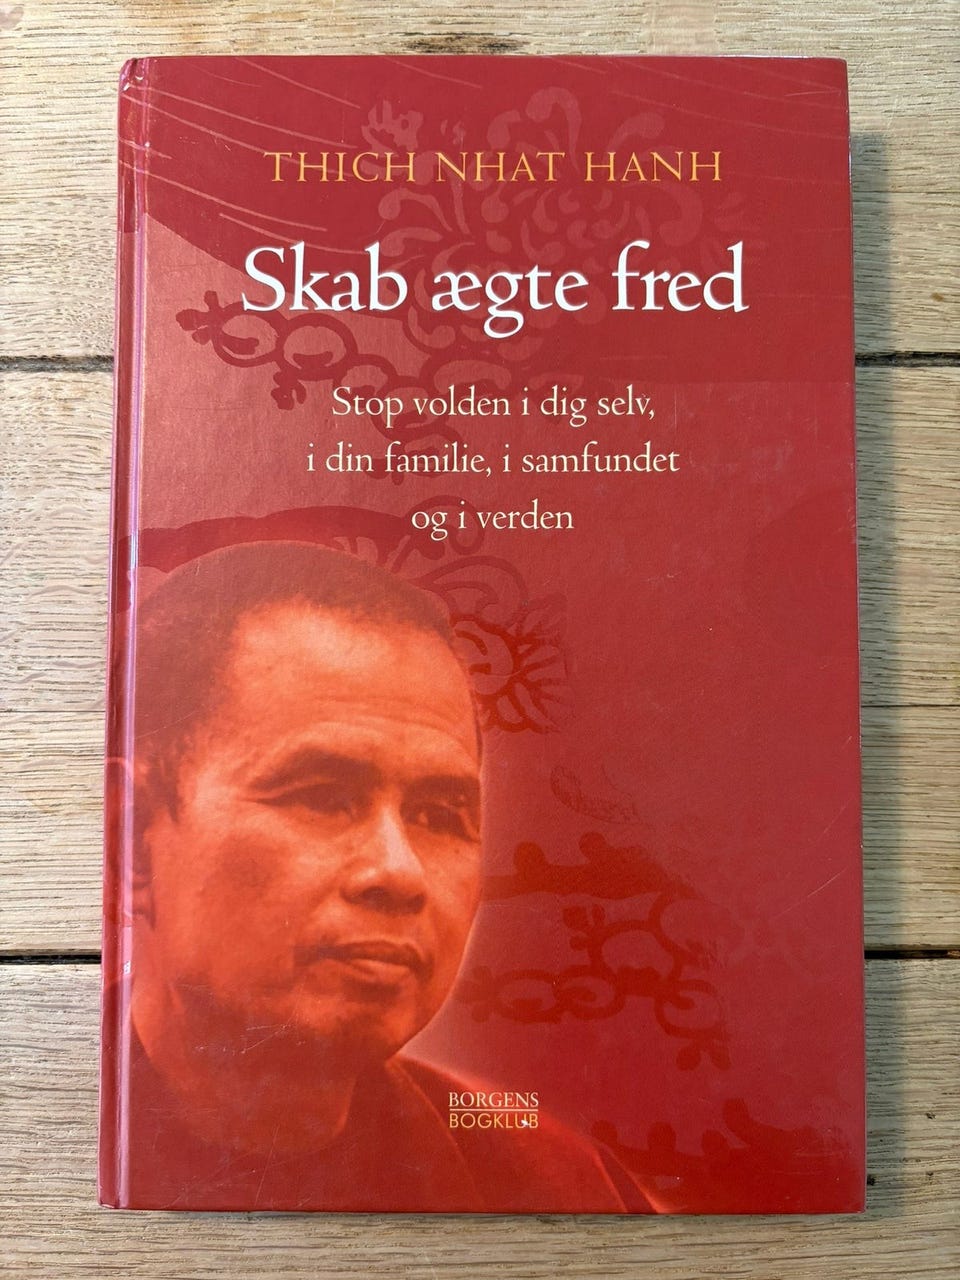 THICH NHAT HANH
Skab ægte fred
Stop volden i dig selv,
i din familie, i samfundet
og i verden
BORGENS
BOGKLUB